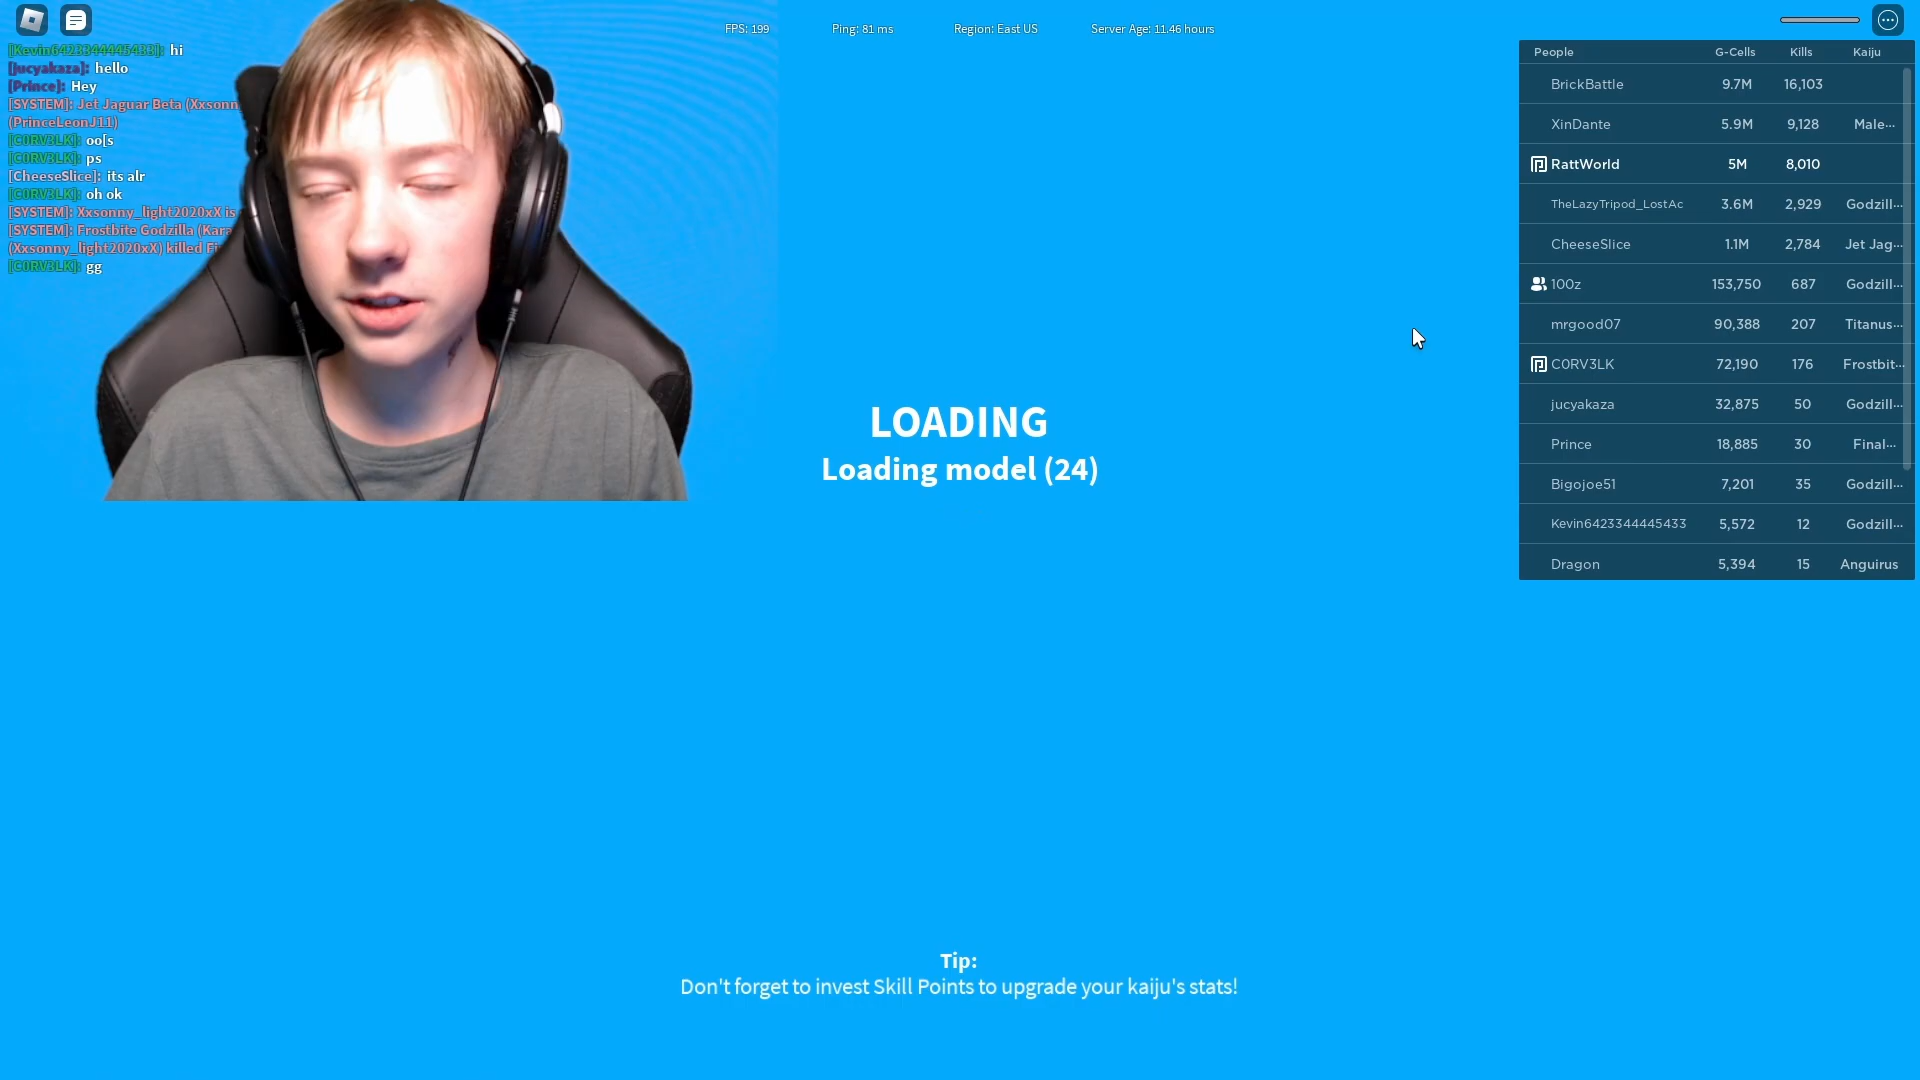 FPS: 199
Ping: 81 ms
Region: East US
Server Age: 11.46 hours
[Kevin6423344445433]: hi
[jucyakaza]: hello
[Prince]: Hey
[SYSTEM]: Jet Jaguar Beta (Xxsonn
(PrinceLeonJ11)
[C0RV3LK]: oo[s
[C0RV3LK]: ps
[CheeseSlice]: its alr
[C0RV3LK]: oh ok
[SYSTEM]: Xxsonny_light2020xX is
[SYSTEM]: Frostbite Godzilla (Kara
(Xxsonny_light2020xX) killed Fi
[C0RV3LK]: gg
LOADING
Loading model (24)
Tip:
Don't forget to invest Skill Points to upgrade your kaiju's stats!
People G-Cells Kills Kaiju
BrickBattle 9.7M 16,103
XinDante 5.9M 9,128 Male...
RattWorld 5M 8,010
TheLazyTripod_LostAc 3.6M 2,929 Godzill...
CheeseSlice 1.1M 2,784 Jet Jag...
100z 153,750 687 Godzill...
mrgood07 90,388 207 Titanus...
C0RV3LK 72,190 176 Frostbit...
jucyakaza 32,875 50 Godzill...
Prince 18,885 30 Final...
Bigojoe51 7,201 35 Godzill...
Kevin6423344445433 5,572 12 Godzill...
Dragon 5,394 15 Anguirus